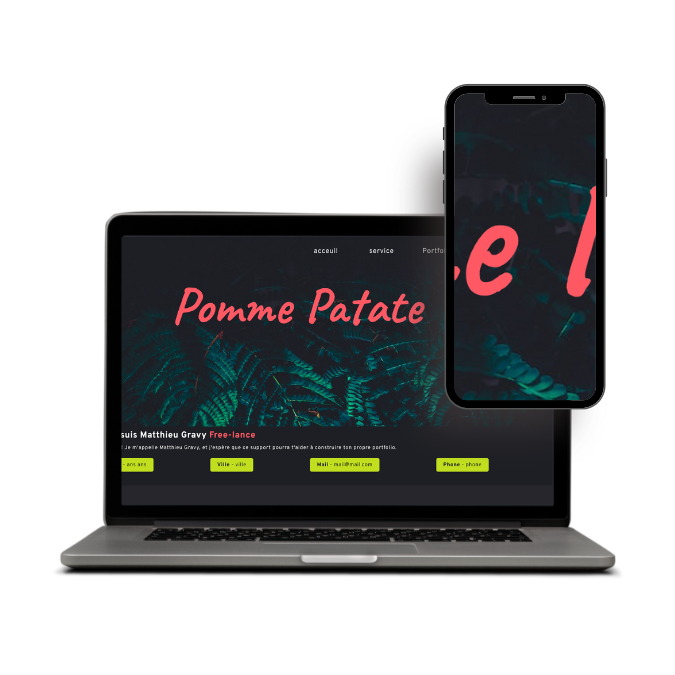 acceuil service Portfo
Pomme Patate
e l
suis Matthieu Gravy Free-lance
! Je m'appelle Matthieu Gravy, et j'espère que ce support pourra t'aider à construire ton propre portfolio.
- ans ans
Ville - ville
Mail - mail@mail.com
Phone - phone